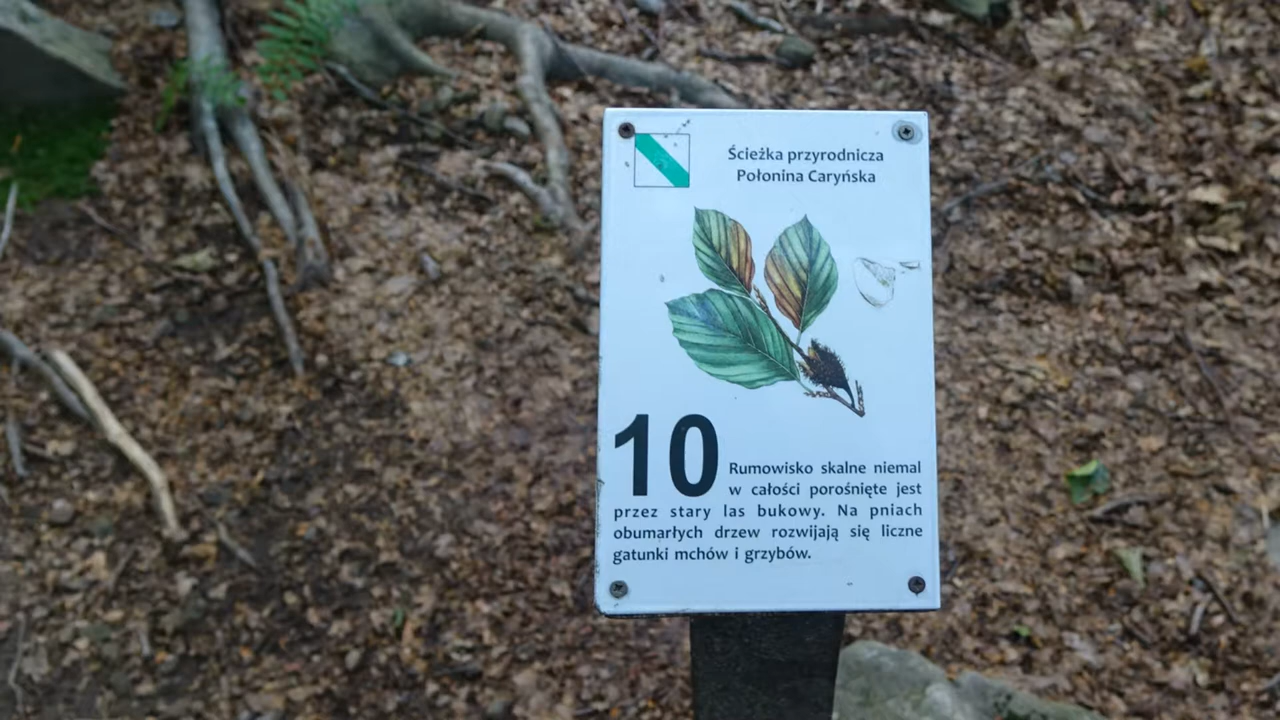 Ścieżka przyrodnicza
Połonina Caryńska
10
Rumowisko skalne niemal
w całości porośnięte jest
przez stary las bukowy. Na pniach
obumarłych drzew rozwijają się liczne
gatunki mchów i grzybów.